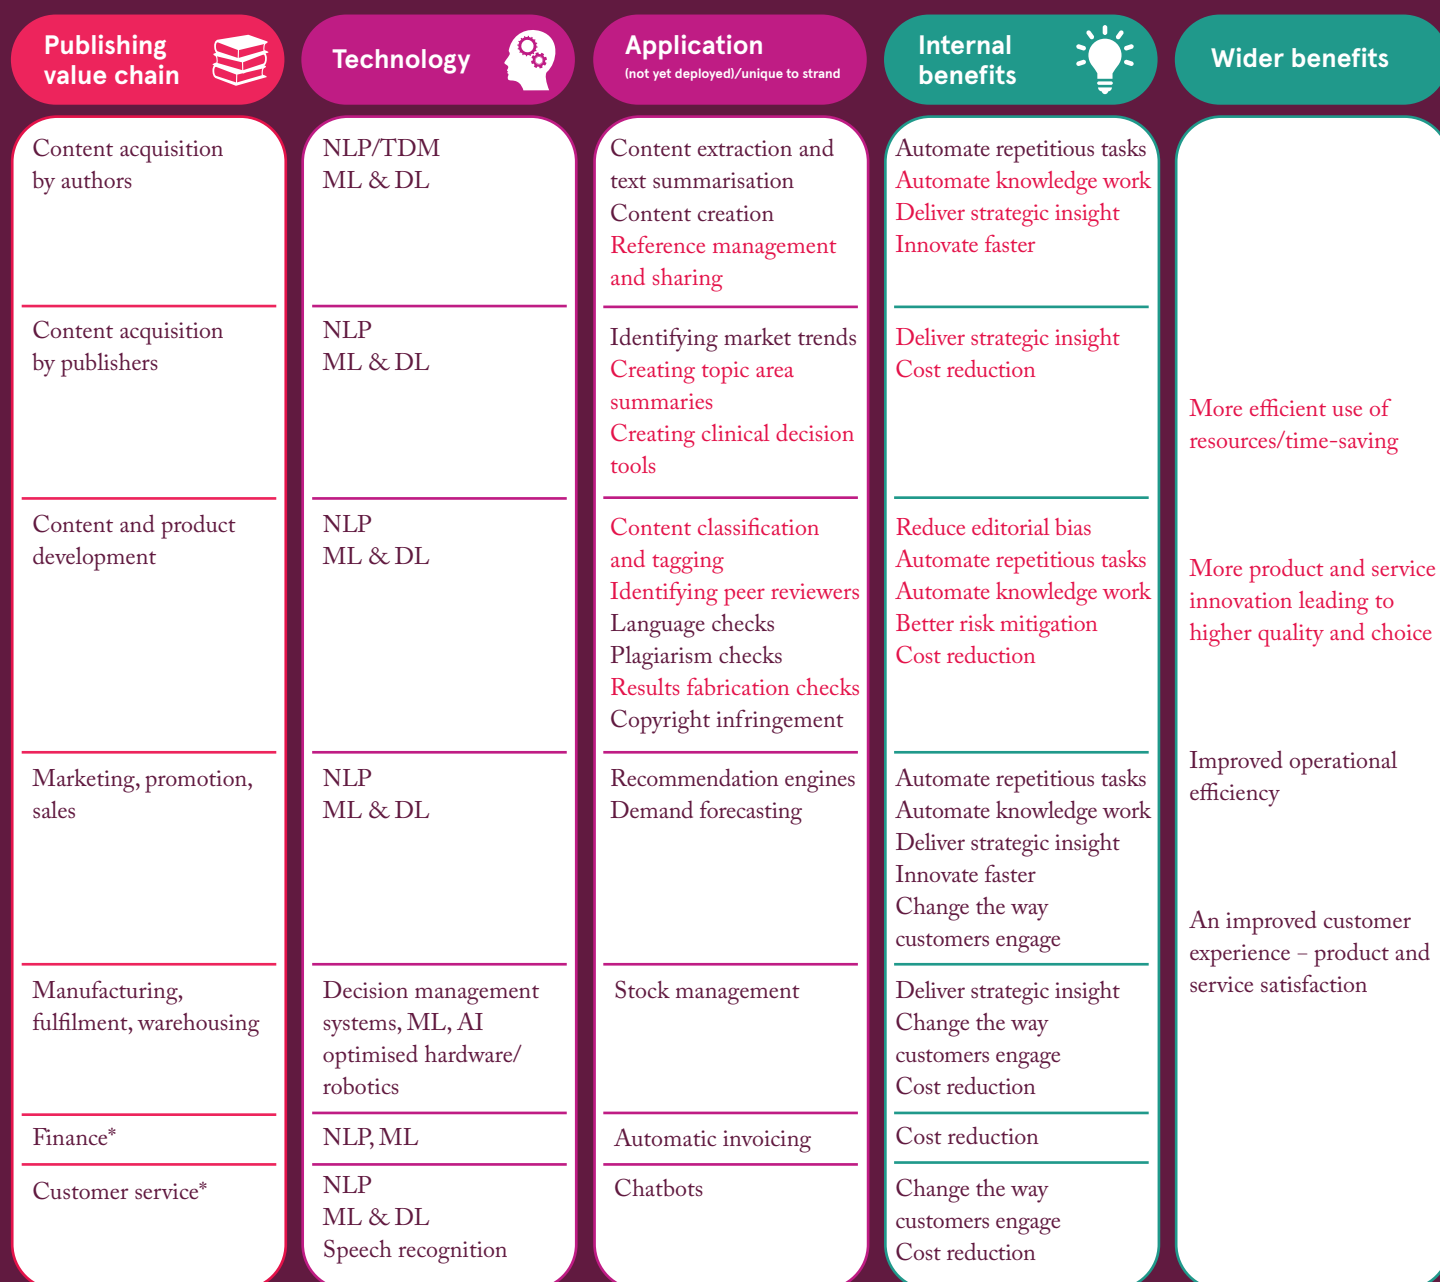 Publishing
value chain
Technology
Application
(not yet deployed)/unique to strand
Internal
benefits
Wider benefits
Content acquisition
by authors
NLP/TDM
ML & DL
Content extraction and
text summarisation
Content creation
Reference management
and sharing
Automate repetitious tasks
Automate knowledge work
Deliver strategic insight
Innovate faster
Content acquisition
by publishers
NLP
ML & DL
Identifying market trends
Creating topic area
summaries
Creating clinical decision
tools
Deliver strategic insight
Cost reduction
Content and product
development
NLP
ML & DL
Content classification
and tagging
Identifying peer reviewers
Language checks
Plagiarism checks
Results fabrication checks
Copyright infringement
Reduce editorial bias
Automate repetitious tasks
Automate knowledge work
Better risk mitigation
Cost reduction
Marketing, promotion,
sales
NLP
ML & DL
Recommendation engines
Demand forecasting
Automate repetitious tasks
Automate knowledge work
Deliver strategic insight
Innovate faster
Change the way
customers engage
Manufacturing,
fulfilment, warehousing
Decision management
systems, ML, AI
optimised hardware/
robotics
Stock management
Deliver strategic insight
Change the way
customers engage
Cost reduction
Finance*
NLP, ML
Automatic invoicing
Cost reduction
Customer service*
NLP
ML & DL
Speech recognition
Chatbots
Change the way
customers engage
Cost reduction
More efficient use of
resources/time-saving
More product and service
innovation leading to
higher quality and choice
Improved operational
efficiency
An improved customer
experience – product and
service satisfaction